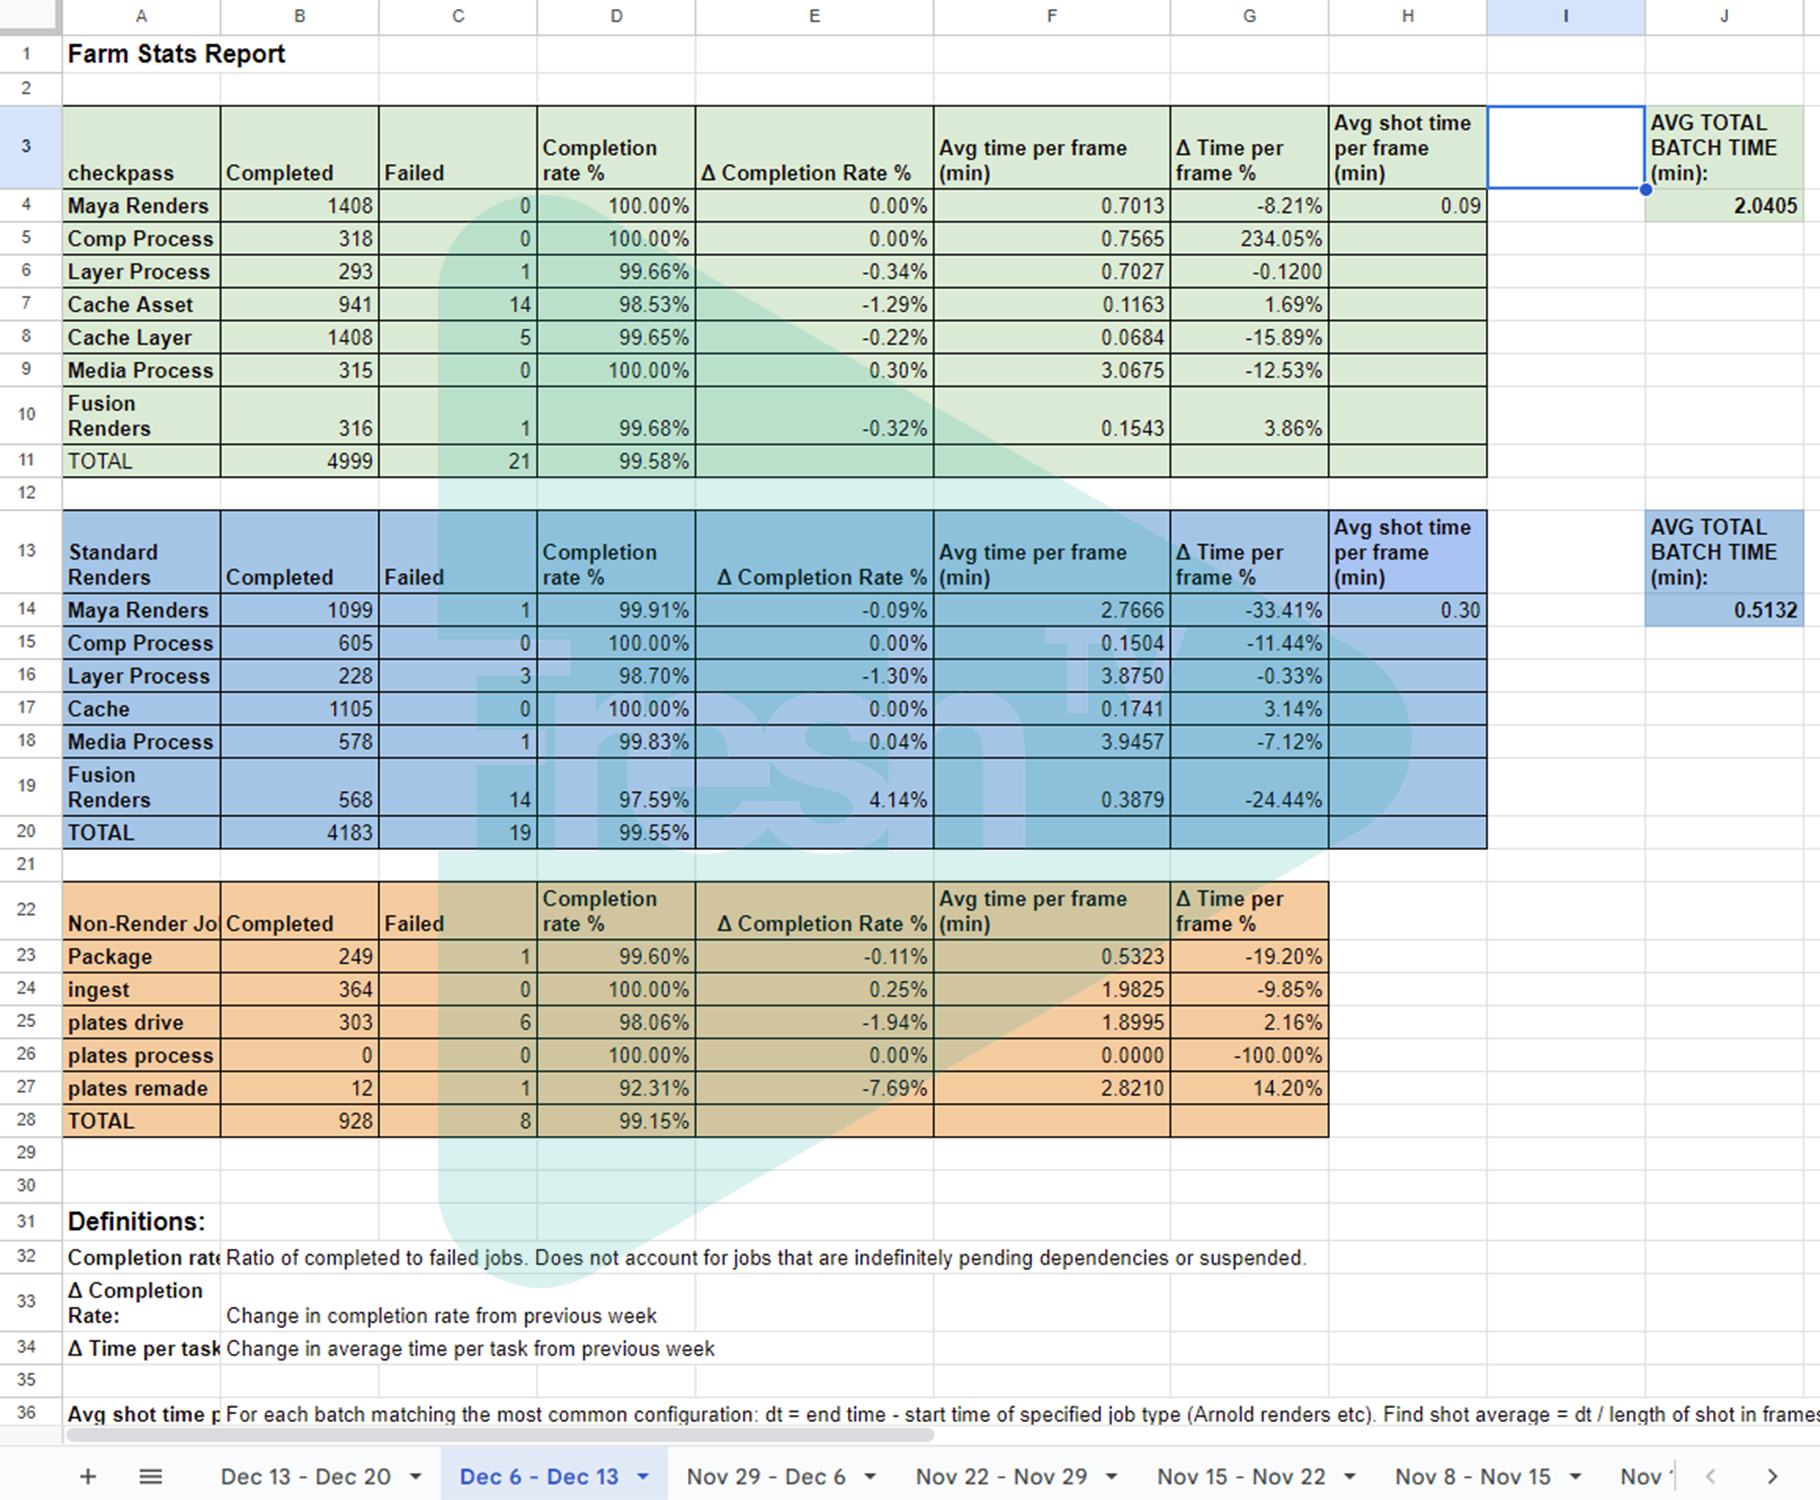 A B C D E F G H I J
1 Farm Stats Report
2
3 checkpass Completed Failed Completion rate % Δ Completion Rate % Avg time per frame (min) Δ Time per frame % Avg shot time per frame (min) AVG TOTAL BATCH TIME (min):
4 Maya Renders 1408 0 100.00% 0.00% 0.7013 -8.21% 0.09 2.0405
5 Comp Process 318 0 100.00% 0.00% 0.7565 234.05%
6 Layer Process 293 1 99.66% -0.34% 0.7027 -0.1200
7 Cache Asset 941 14 98.53% -1.29% 0.1163 1.69%
8 Cache Layer 1408 5 99.65% -0.22% 0.0684 -15.89%
9 Media Process 315 0 100.00% 0.30% 3.0675 -12.53%
10 Fusion Renders 316 1 99.68% -0.32% 0.1543 3.86%
11 TOTAL 4999 21 99.58%
12
13 Standard Renders Completed Failed Completion rate % Δ Completion Rate % Avg time per frame (min) Δ Time per frame % Avg shot time per frame (min) AVG TOTAL BATCH TIME (min):
14 Maya Renders 1099 1 99.91% -0.09% 2.7666 -33.41% 0.30 0.5132
15 Comp Process 605 0 100.00% 0.00% 0.1504 -11.44%
16 Layer Process 228 3 98.70% -1.30% 3.8750 -0.33%
17 Cache 1105 0 100.00% 0.00% 0.1741 3.14%
18 Media Process 578 1 99.83% 0.04% 3.9457 -7.12%
19 Fusion Renders 568 14 97.59% 4.14% 0.3879 -24.44%
20 TOTAL 4183 19 99.55%
Fresh TV
21
22 Non-Render Jo Completed Failed Completion rate % Δ Completion Rate % Avg time per frame (min) Δ Time per frame %
23 Package 249 1 99.60% -0.11% 0.5323 -19.20%
24 ingest 364 0 100.00% 0.25% 1.9825 -9.85%
25 plates drive 303 6 98.06% -1.94% 1.8995 2.16%
26 plates process 0 0 100.00% 0.00% 0.0000 -100.00%
27 plates remade 12 1 92.31% -7.69% 2.8210 14.20%
28 TOTAL 928 8 99.15%
29
30
31 Definitions:
32 Completion rate Ratio of completed to failed jobs. Does not account for jobs that are indefinitely pending dependencies or suspended.
33 Δ Completion Rate: Change in completion rate from previous week
34 Δ Time per task Change in average time per task from previous week
35
36 Avg shot time p For each batch matching the most common configuration: dt = end time - start time of specified job type (Arnold renders etc). Find shot average = dt / length of shot in frames
+ Dec 13 - Dec 20 Dec 6 - Dec 13 Nov 29 - Dec 6 Nov 22 - Nov 29 Nov 15 - Nov 22 Nov 8 - Nov 15 Nov